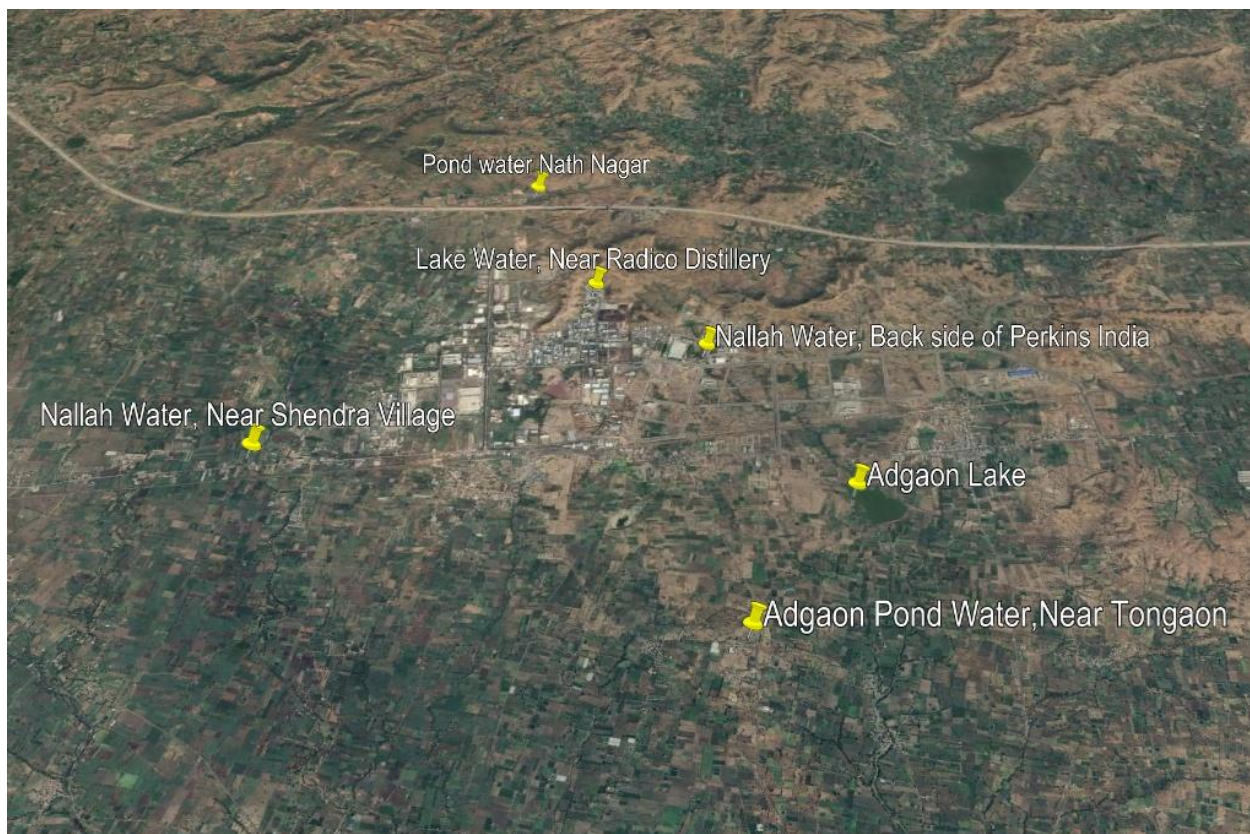 Pond water Nath Nagar
Lake Water, Near Radico Distillery
Nallah Water, Back side of Perkins India
Nallah Water, Near Shendra Village
Adgaon Lake
Adgaon Pond Water,Near Tongaon